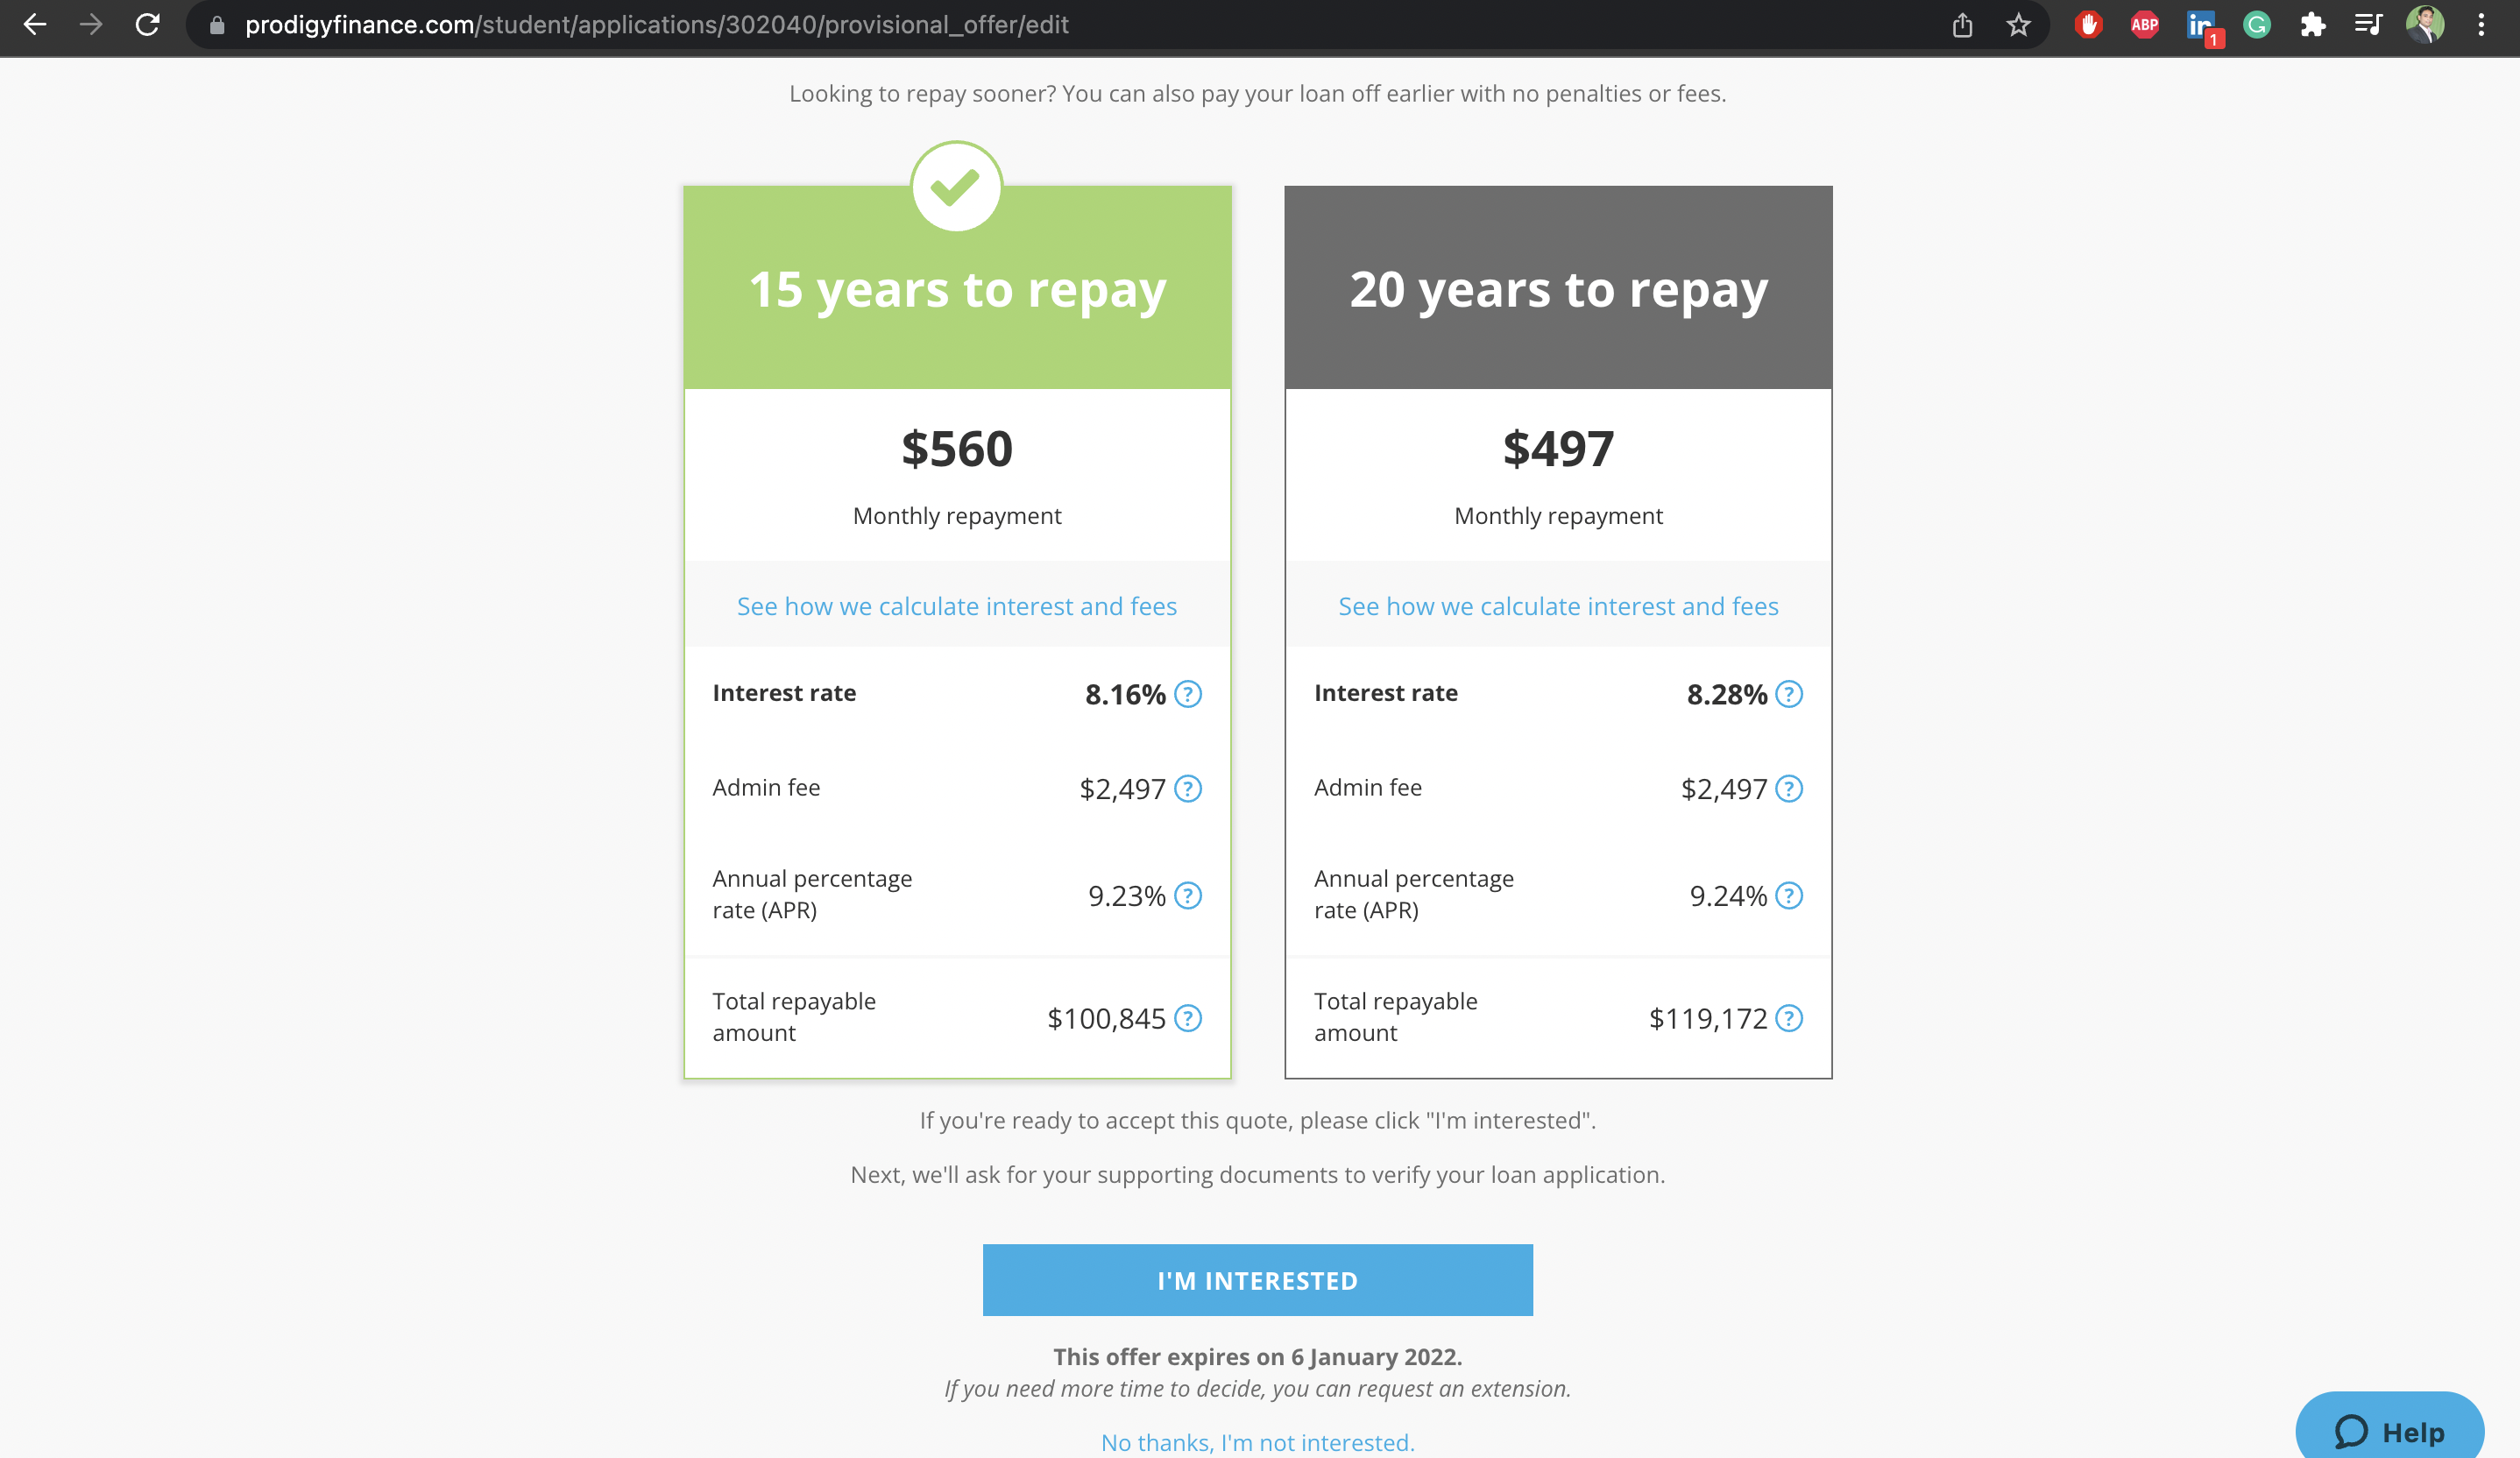 prodigyfinance.com/student/applications/302040/provisional_offer/edit
ABP
in
1
G
Looking to repay sooner? You can also pay your loan off earlier with no penalties or fees.
15 years to repay
$560
Monthly repayment
See how we calculate interest and fees
Interest rate 8.16% ?
Admin fee $2,497 ?
Annual percentage
rate (APR) 9.23% ?
Total repayable
amount $100,845 ?
20 years to repay
$497
Monthly repayment
See how we calculate interest and fees
Interest rate 8.28% ?
Admin fee $2,497 ?
Annual percentage
rate (APR) 9.24% ?
Total repayable
amount $119,172 ?
If you're ready to accept this quote, please click "I'm interested".
Next, we'll ask for your supporting documents to verify your loan application.
I'M INTERESTED
This offer expires on 6 January 2022.
If you need more time to decide, you can request an extension.
No thanks, I'm not interested.
Help